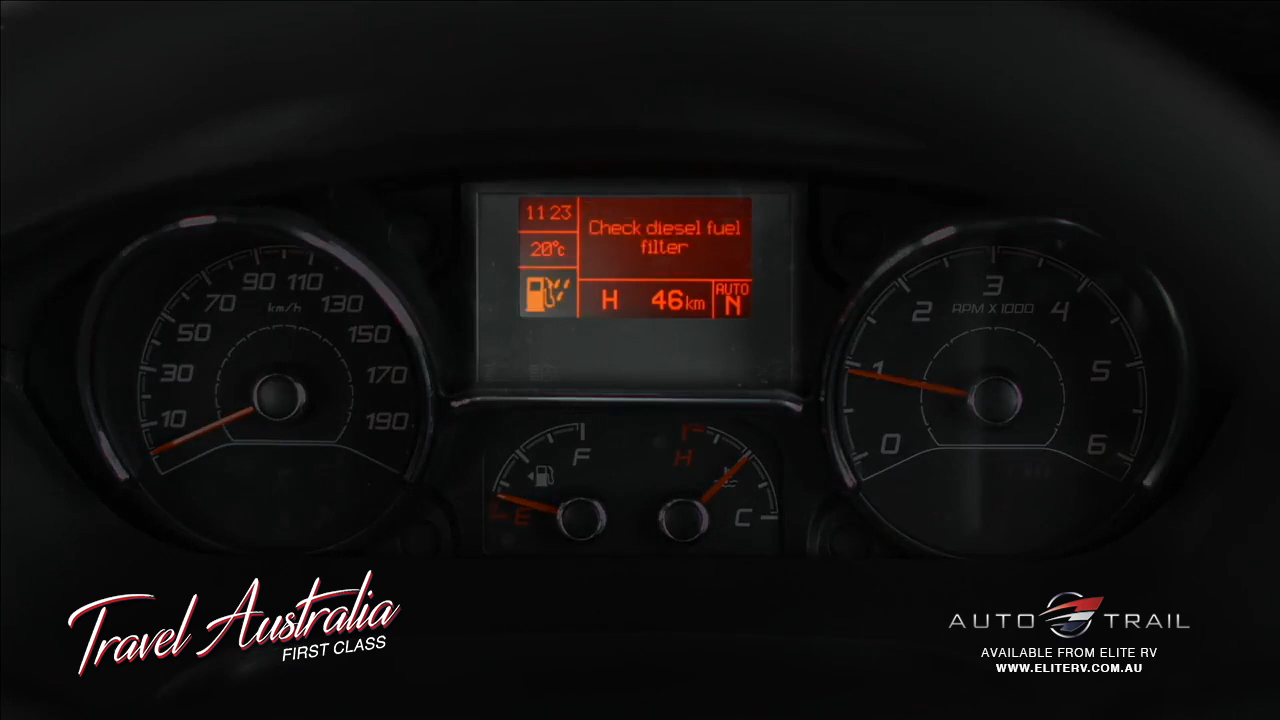 11 23
Check diesel fuel
filter
20°c
H 46km
AUTO
N
90 110
70 130
km/h
50 150
30 170
10 190
3
2 4
RPM X 1000
1 5
0 6
F
E
H
C
Travel Australia
FIRST CLASS
AUTO TRAIL
AVAILABLE FROM ELITE RV
WWW.ELITERV.COM.AU